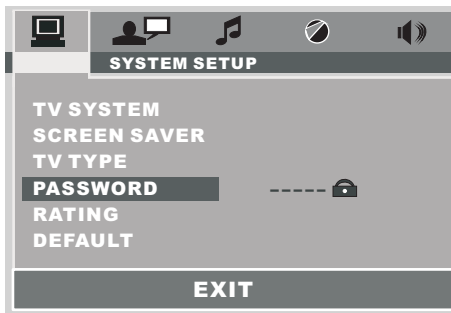 SYSTEM SETUP
TV SYSTEM
SCREEN SAVER
TV TYPE
PASSWORD -----
RATING
DEFAULT
EXIT